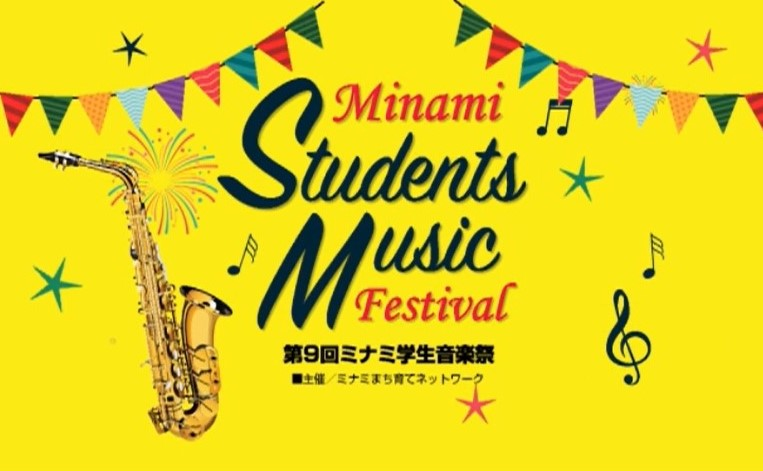 Minami
Students
Music
Festival
第9回ミナミ学生音楽祭
■主催／ミナミまち育てネットワーク